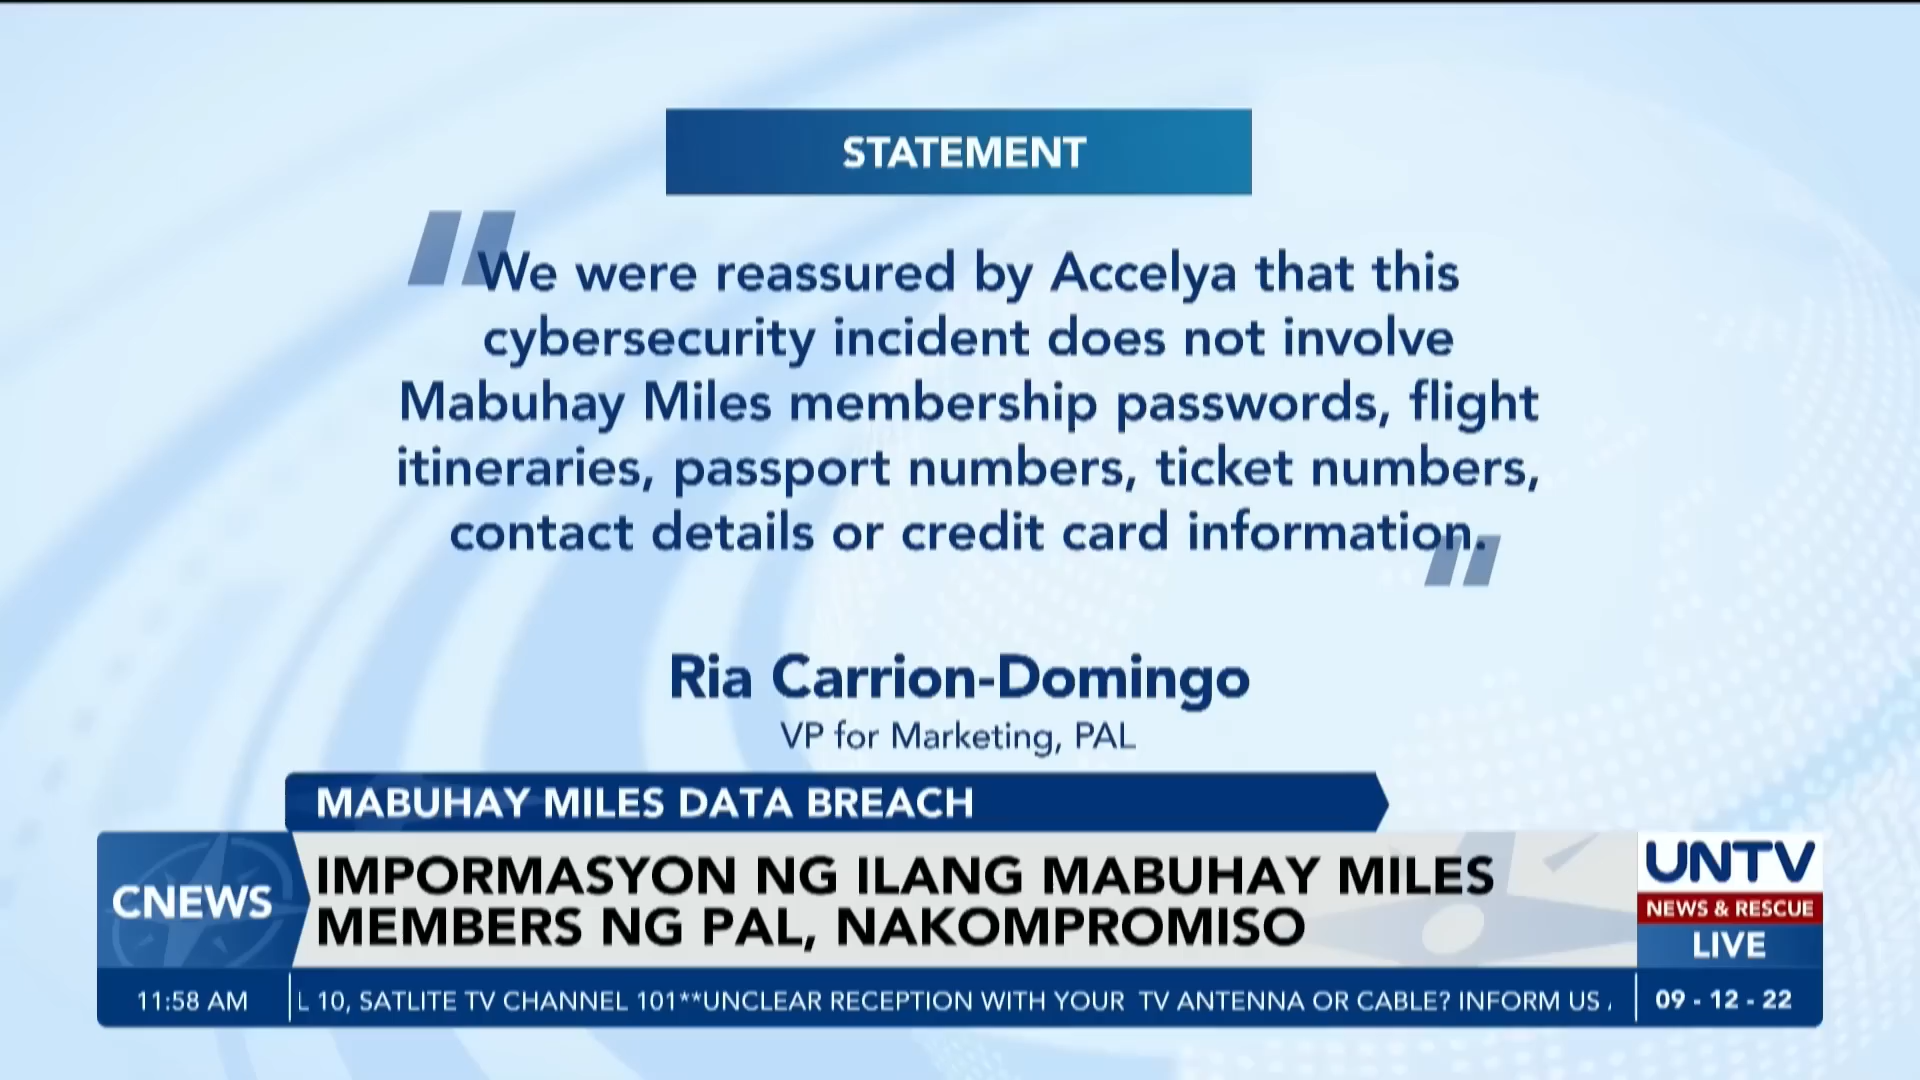 STATEMENT
"We were reassured by Accelya that this
cybersecurity incident does not involve
Mabuhay Miles membership passwords, flight
itineraries, passport numbers, ticket numbers,
contact details or credit card information."
Ria Carrion-Domingo
VP for Marketing, PAL
MABUHAY MILES DATA BREACH
CNEWS
IMPORMASYON NG ILANG MABUHAY MILES
MEMBERS NG PAL, NAKOMPROMISO
UNTV
NEWS & RESCUE
LIVE
11:58 AM
L 10, SATLITE TV CHANNEL 101**UNCLEAR RECEPTION WITH YOUR TV ANTENNA OR CABLE? INFORM US
09 - 12 - 22